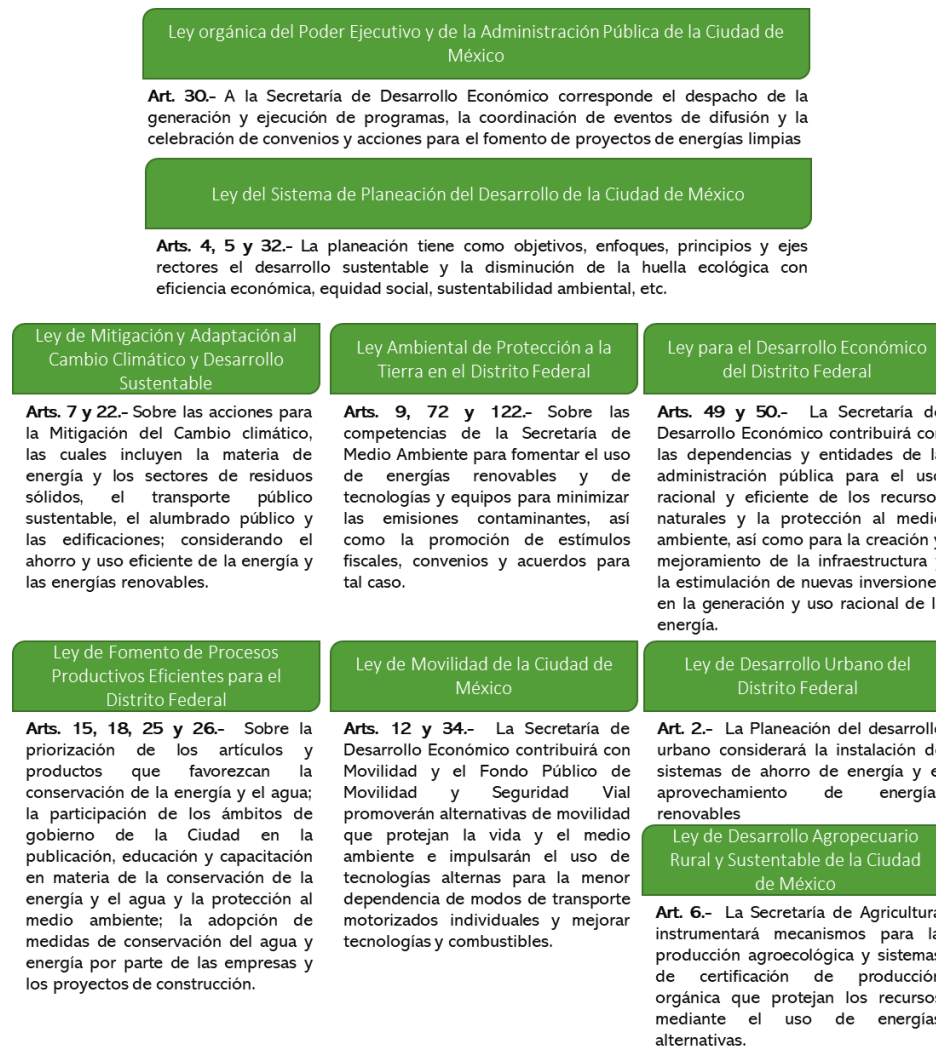 Ley orgánica del Poder Ejecutivo y de la Administración Pública de la Ciudad de
México
Art. 30.- A la Secretaría de Desarrollo Económico corresponde el despacho de la
generación y ejecución de programas, la coordinación de eventos de difusión y la
celebración de convenios y acciones para el fomento de proyectos de energías limpias
Ley del Sistema de Planeación del Desarrollo de la Ciudad de México
Arts. 4, 5 y 32.- La planeación tiene como objetivos, enfoques, principios y ejes
rectores el desarrollo sustentable y la disminución de la huella ecológica con
eficiencia económica, equidad social, sustentabilidad ambiental, etc.
Ley de Mitigación y Adaptación al
Cambio Climático y Desarrollo
Sustentable
Arts. 7 y 22.- Sobre las acciones para
la Mitigación del Cambio climático,
las cuales incluyen la materia de
energía y los sectores de residuos
sólidos, el transporte público
sustentable, el alumbrado público y
las edificaciones; considerando el
ahorro y uso eficiente de la energía y
las energías renovables.
Ley Ambiental de Protección a la
Tierra en el Distrito Federal
Arts. 9, 72 y 122.- Sobre las
competencias de la Secretaría de
Medio Ambiente para fomentar el uso
de energías renovables y de
tecnologías y equipos para minimizar
las emisiones contaminantes, así
como la promoción de estímulos
fiscales, convenios y acuerdos para
tal caso.
Ley para el Desarrollo Económico
del Distrito Federal
Arts. 49 y 50.- La Secretaría de
Desarrollo Económico contribuirá con
las dependencias y entidades de la
administración pública para el uso
racional y eficiente de los recurso
naturales y la protección al medio
ambiente, así como para la creación y
mejoramiento de la infraestructura y
la estimulación de nuevas inversione
en la generación y uso racional de l
energía.
Ley de Fomento de Procesos
Productivos Eficientes para el
Distrito Federal
Arts. 15, 18, 25 y 26.- Sobre la
priorización de los artículos y
productos que favorezcan la
conservación de la energía y el agua;
la participación de los ámbitos de
gobierno de la Ciudad en la
publicación, educación y capacitación
en materia de la conservación de la
energía y el agua y la protección al
medio ambiente; la adopción de
medidas de conservación del agua y
energía por parte de las empresas y
los proyectos de construcción.
Ley de Movilidad de la Ciudad de
México
Arts. 12 y 34.- La Secretaría de
Desarrollo Económico contribuirá con
Movilidad y el Fondo Público de
Movilidad y Seguridad Vial
promoverán alternativas de movilidad
que protejan la vida y el medio
ambiente e impulsarán el uso de
tecnologías alternas para la menor
dependencia de modos de transporte
motorizados individuales y mejorar
tecnologías y combustibles.
Ley de Desarrollo Urbano del
Distrito Federal
Art. 2.- La Planeación del desarrollo
urbano considerará la instalación de
sistemas de ahorro de energía y e
aprovechamiento de energía
renovables
Ley de Desarrollo Agropecuario
Rural y Sustentable de la Ciudad
de México
Art. 6.- La Secretaría de Agricultura
instrumentará mecanismos para la
producción agroecológica y sistemas
de certificación de producción
orgánica que protejan los recursos
mediante el uso de energías
alternativas.